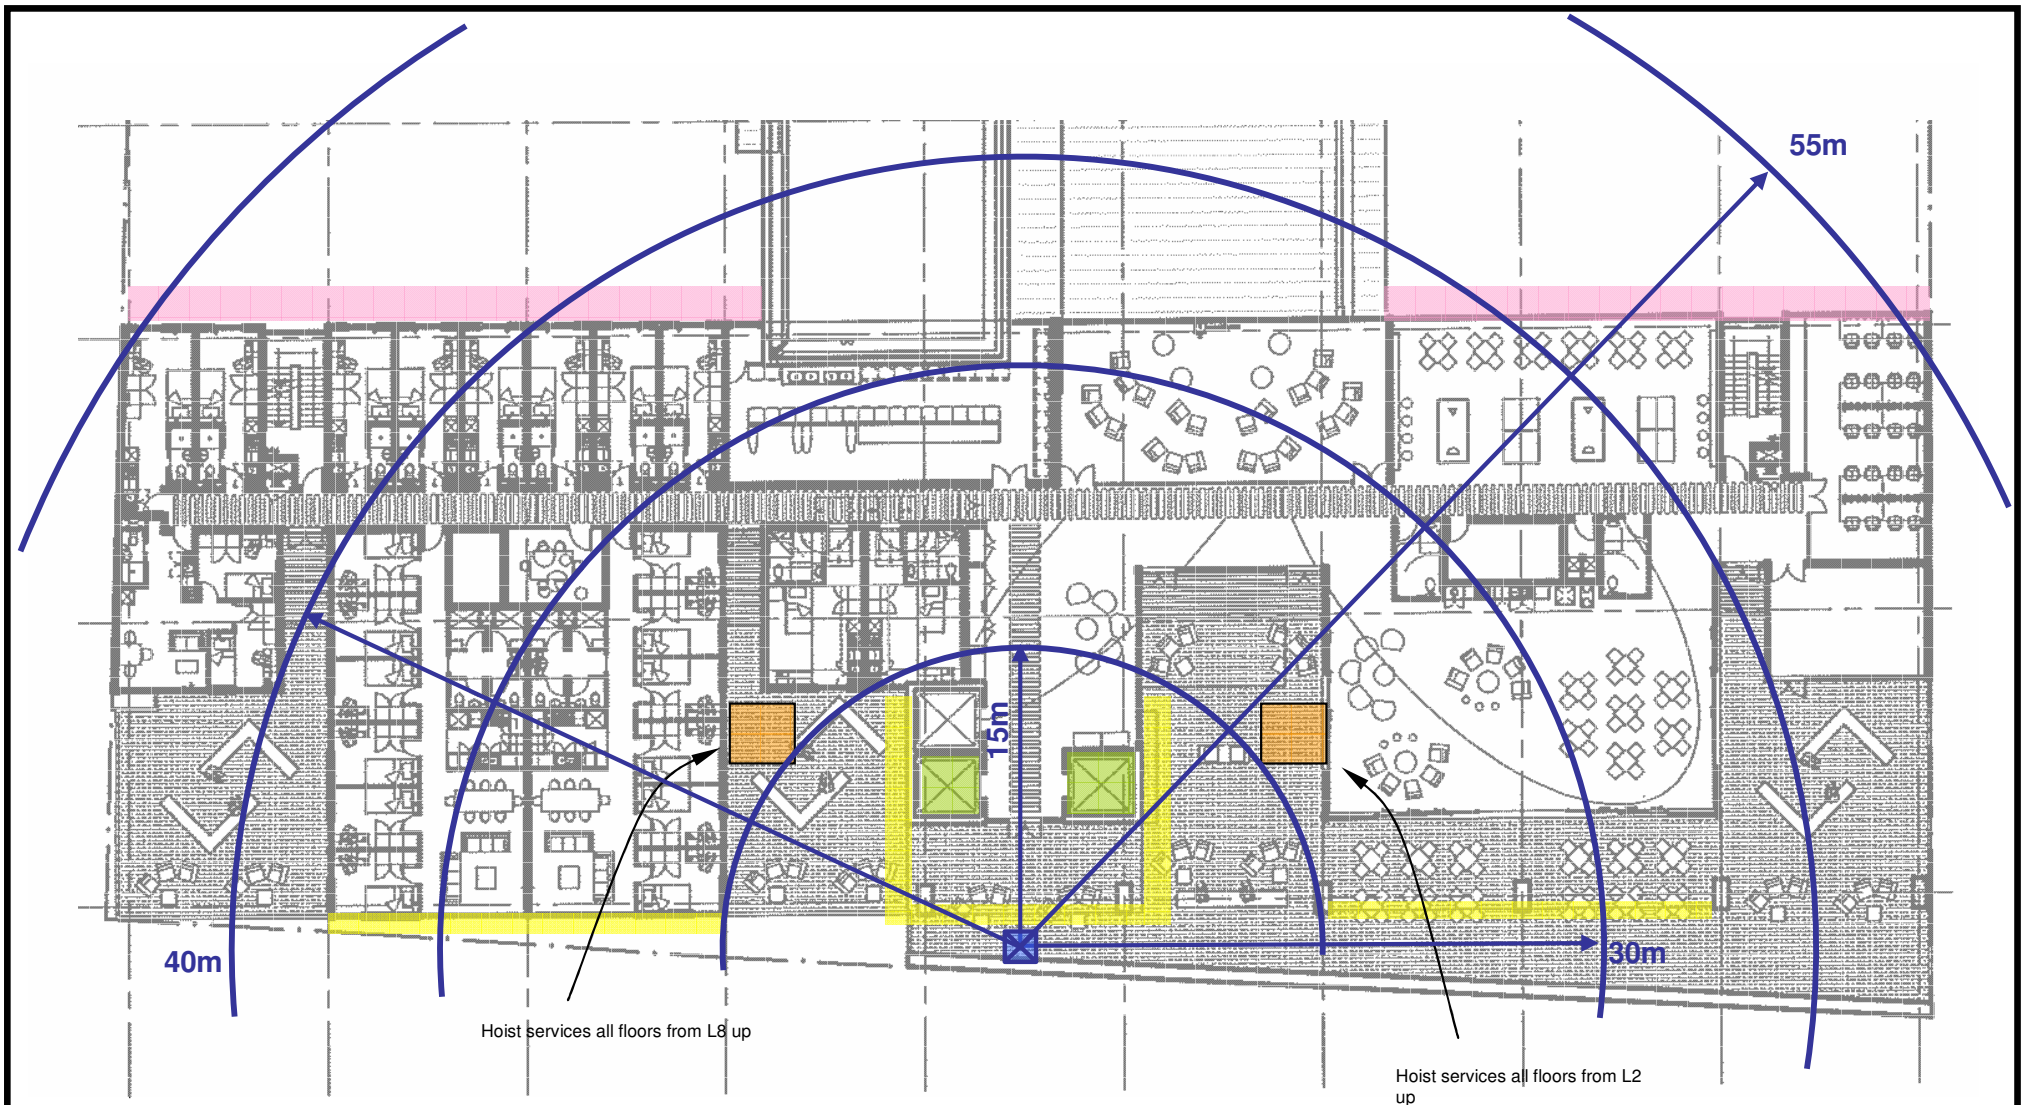 55m
15m
40m
30m
Hoist services all floors from L8 up
Hoist services all floors from L2
up